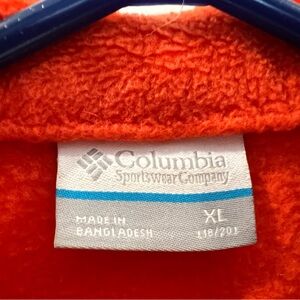 Columbia
Sportswear Company
MADE IN
BANGLADESH
XL